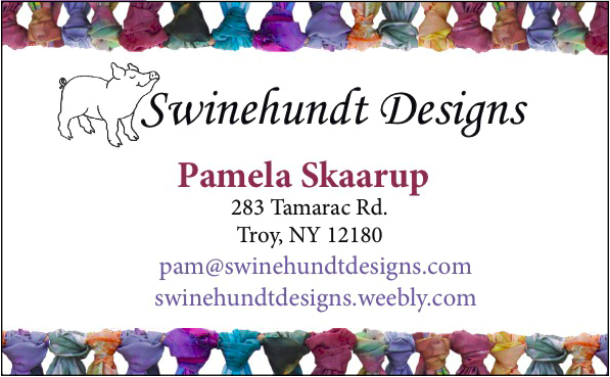 Swinehundt Designs
Pamela Skaarup
283 Tamarac Rd.
Troy, NY 12180
pam@swinehundtdesigns.com
swinehundtdesigns.weebly.com